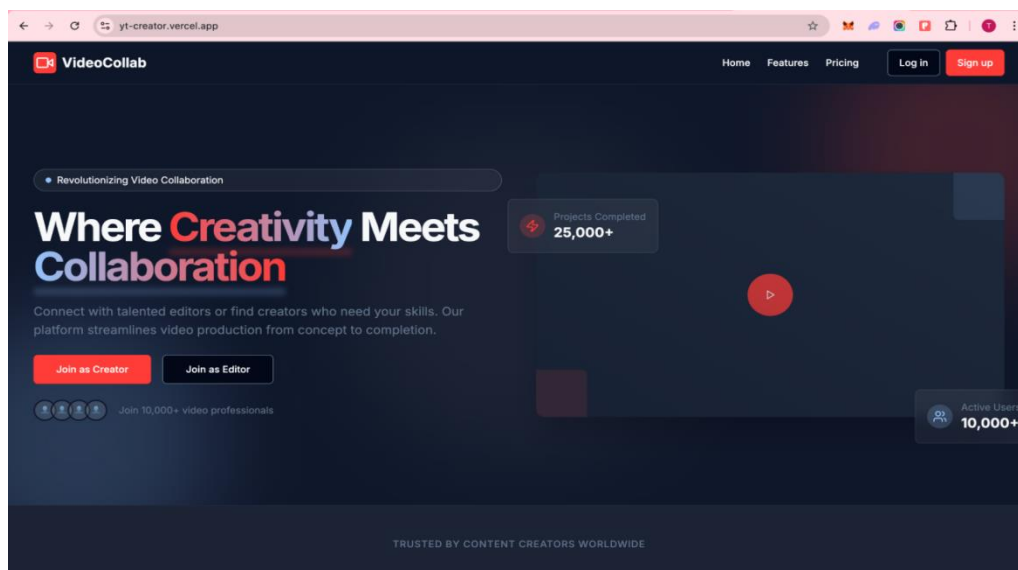 yt-creator.vercel.app
T
VideoCollab
Home Features Pricing Log in Sign up
Revolutionizing Video Collaboration
Where Creativity Meets
Collaboration
Connect with talented editors or find creators who need your skills. Our
platform streamlines video production from concept to completion.
Join as Creator Join as Editor
Join 10,000+ video professionals
Projects Completed
25,000+
Active Users
10,000+
TRUSTED BY CONTENT CREATORS WORLDWIDE